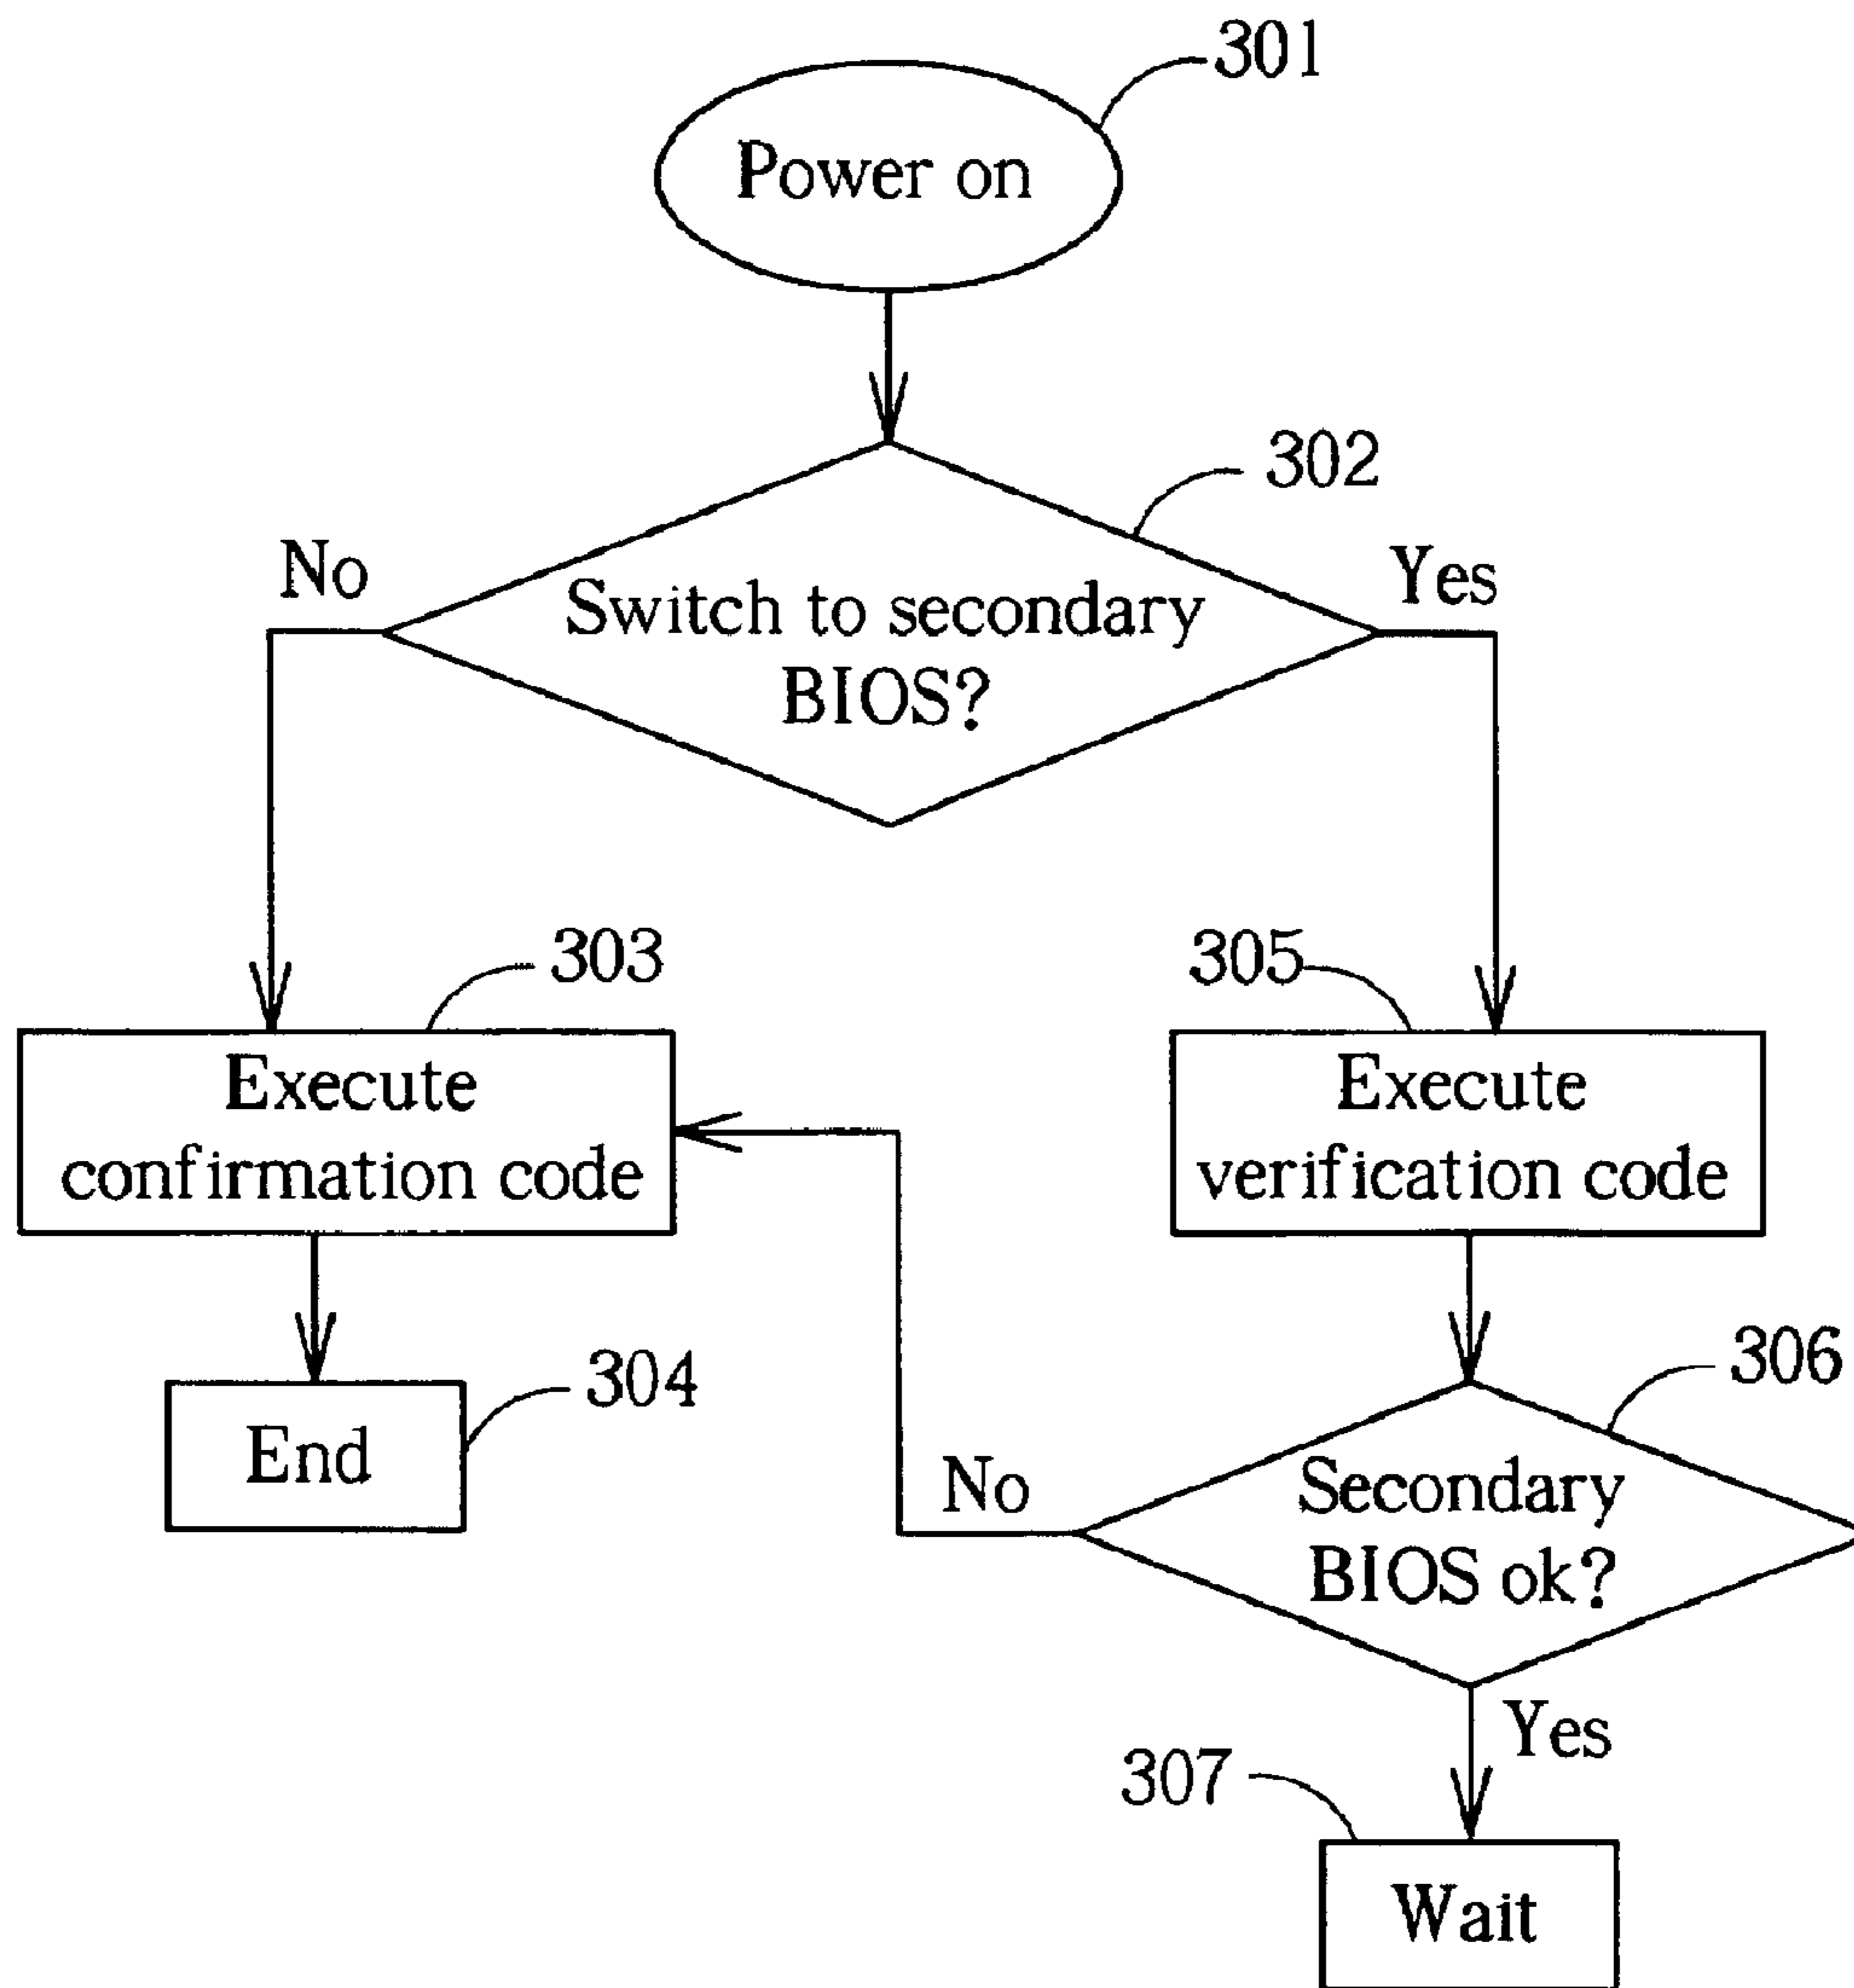 301
Power on
302
No
Yes
Switch to secondary
BIOS?
303
305
Execute
confirmation code
Execute
verification code
304
306
End
No
Secondary
BIOS ok?
Yes
307
Wait